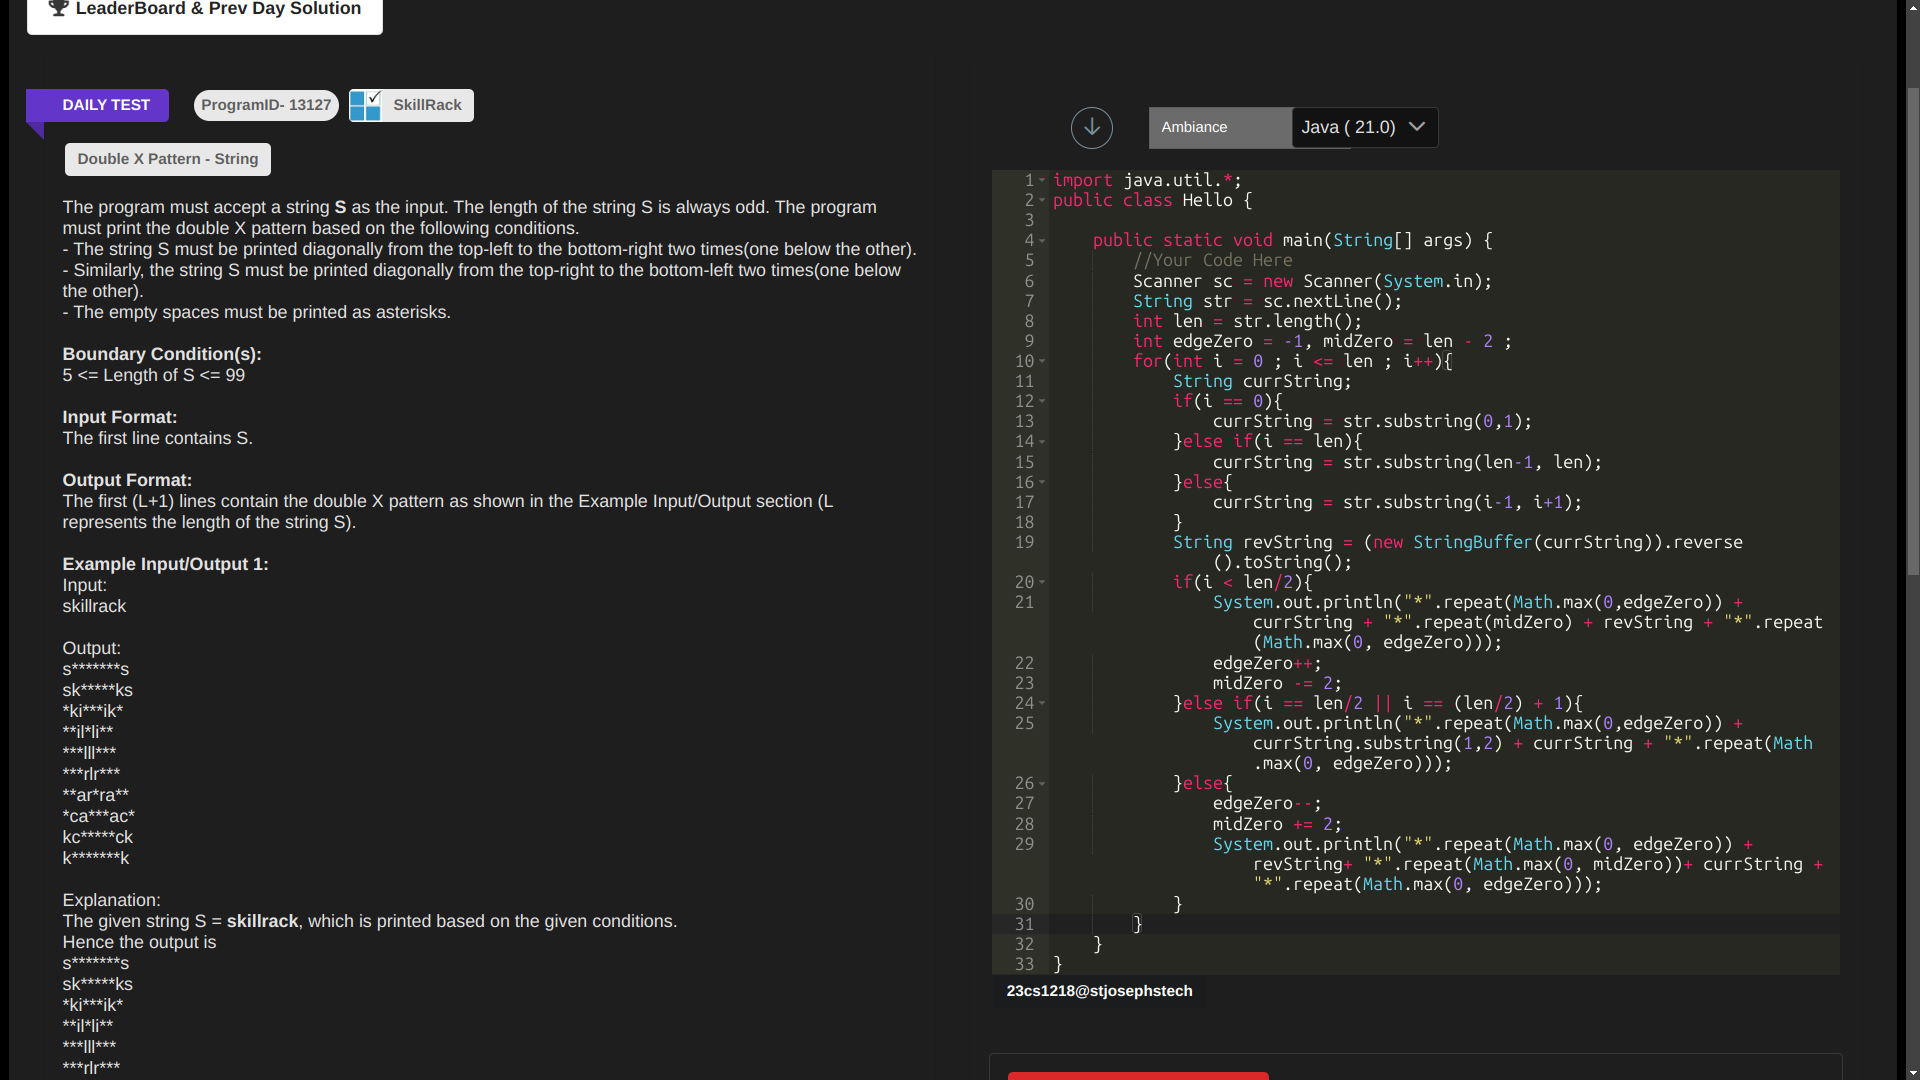 LeaderBoard & Prev Day Solution
DAILY TEST
ProgramID- 13127
SkillRack
Double X Pattern - String
The program must accept a string S as the input. The length of the string S is always odd. The program
must print the double X pattern based on the following conditions.
- The string S must be printed diagonally from the top-left to the bottom-right two times(one below the other).
- Similarly, the string S must be printed diagonally from the top-right to the bottom-left two times(one below
the other).
- The empty spaces must be printed as asterisks.
Boundary Condition(s):
5 <= Length of S <= 99
Input Format:
The first line contains S.
Output Format:
The first (L+1) lines contain the double X pattern as shown in the Example Input/Output section (L
represents the length of the string S).
Example Input/Output 1:
Input:
skillrack
Output:
s*******s
sk*****ks
*ki***ik*
**il*li**
***lll***
***rlr***
**ar*ra**
*ca***ac*
kc*****ck
k*******k
Explanation:
The given string S = skillrack, which is printed based on the given conditions.
Hence the output is
s*******s
sk*****ks
*ki***ik*
**il*li**
***lll***
***rlr***
Ambiance
Java ( 21.0)
1 import java.util.*;
2 public class Hello {
3
4 public static void main(String[] args) {
5 //Your Code Here
6 Scanner sc = new Scanner(System.in);
7 String str = sc.nextLine();
8 int len = str.length();
9 int edgeZero = -1, midZero = len - 2 ;
10 for(int i = 0 ; i <= len ; i++){
11 String currString;
12 if(i == 0){
13 currString = str.substring(0,1);
14 }else if(i == len){
15 currString = str.substring(len-1, len);
16 }else{
17 currString = str.substring(i-1, i+1);
18 }
19 String revString = (new StringBuffer(currString)).reverse
().toString();
20 if(i < len/2){
21 System.out.println("*".repeat(Math.max(0,edgeZero)) +
currString + "*".repeat(midZero) + revString + "*".repeat
(Math.max(0, edgeZero)));
22 edgeZero++;
23 midZero -= 2;
24 }else if(i == len/2 || i == (len/2) + 1){
25 System.out.println("*".repeat(Math.max(0,edgeZero)) +
currString.substring(1,2) + currString + "*".repeat(Math
.max(0, edgeZero)));
26 }else{
27 edgeZero--;
28 midZero += 2;
29 System.out.println("*".repeat(Math.max(0, edgeZero)) +
revString+ "*".repeat(Math.max(0, midZero))+ currString +
"*".repeat(Math.max(0, edgeZero)));
30 }
31 }
32 }
33 }
23cs1218@stjosephstech